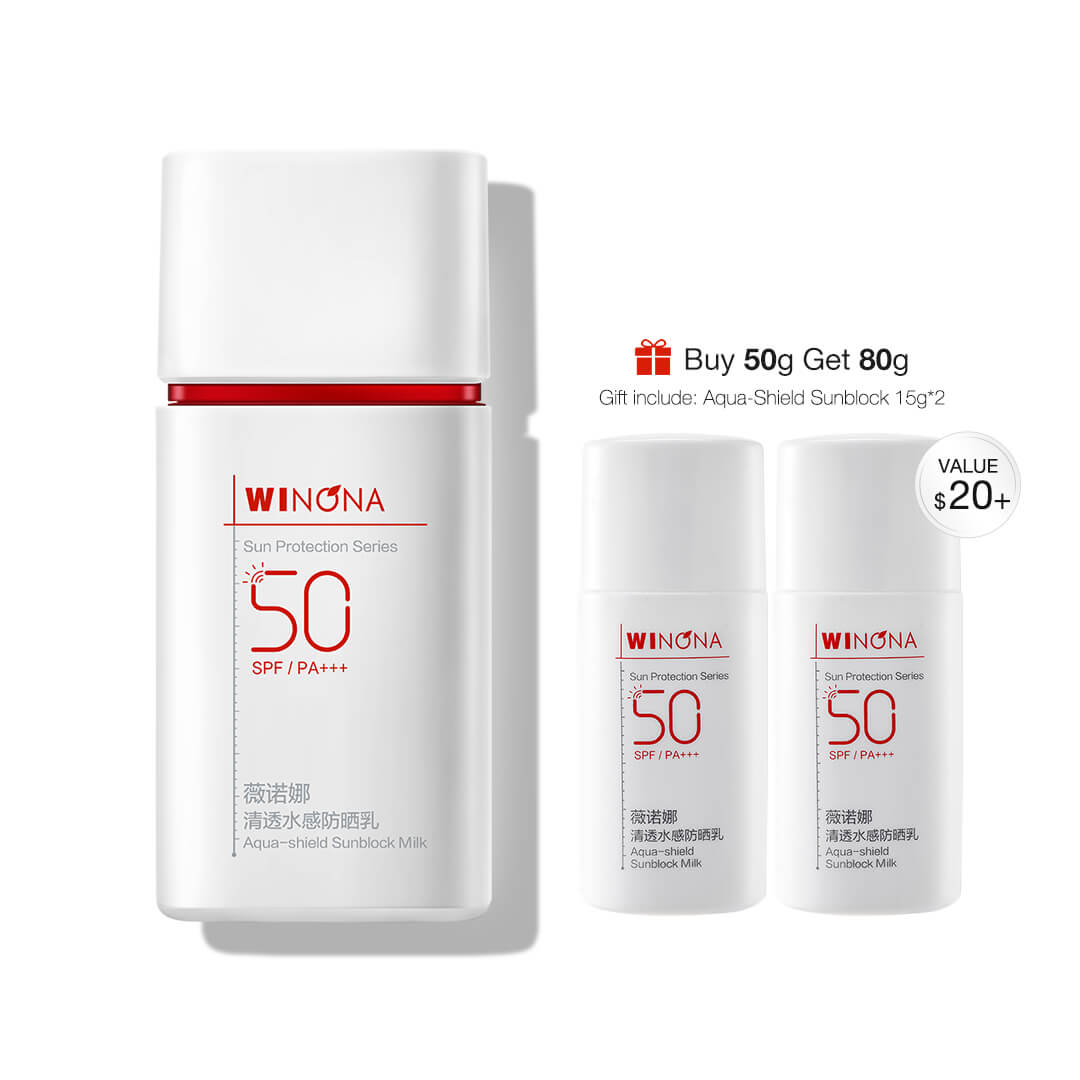 WINONA
Sun Protection Series
50
SPF / PA+++
薇诺娜
清透水感防晒乳
Aqua-shield Sunblock Milk
Buy 50g Get 80g
Gift include: Aqua-Shield Sunblock 15g*2
VALUE
$20+
WINONA
Sun Protection Series
50
SPF / PA+++
薇诺娜
清透水感防晒乳
Aqua-shield
Sunblock Milk
WINONA
Sun Protection Series
50
SPF / PA+++
薇诺娜
清透水感防晒乳
Aqua-shield
Sunblock Milk